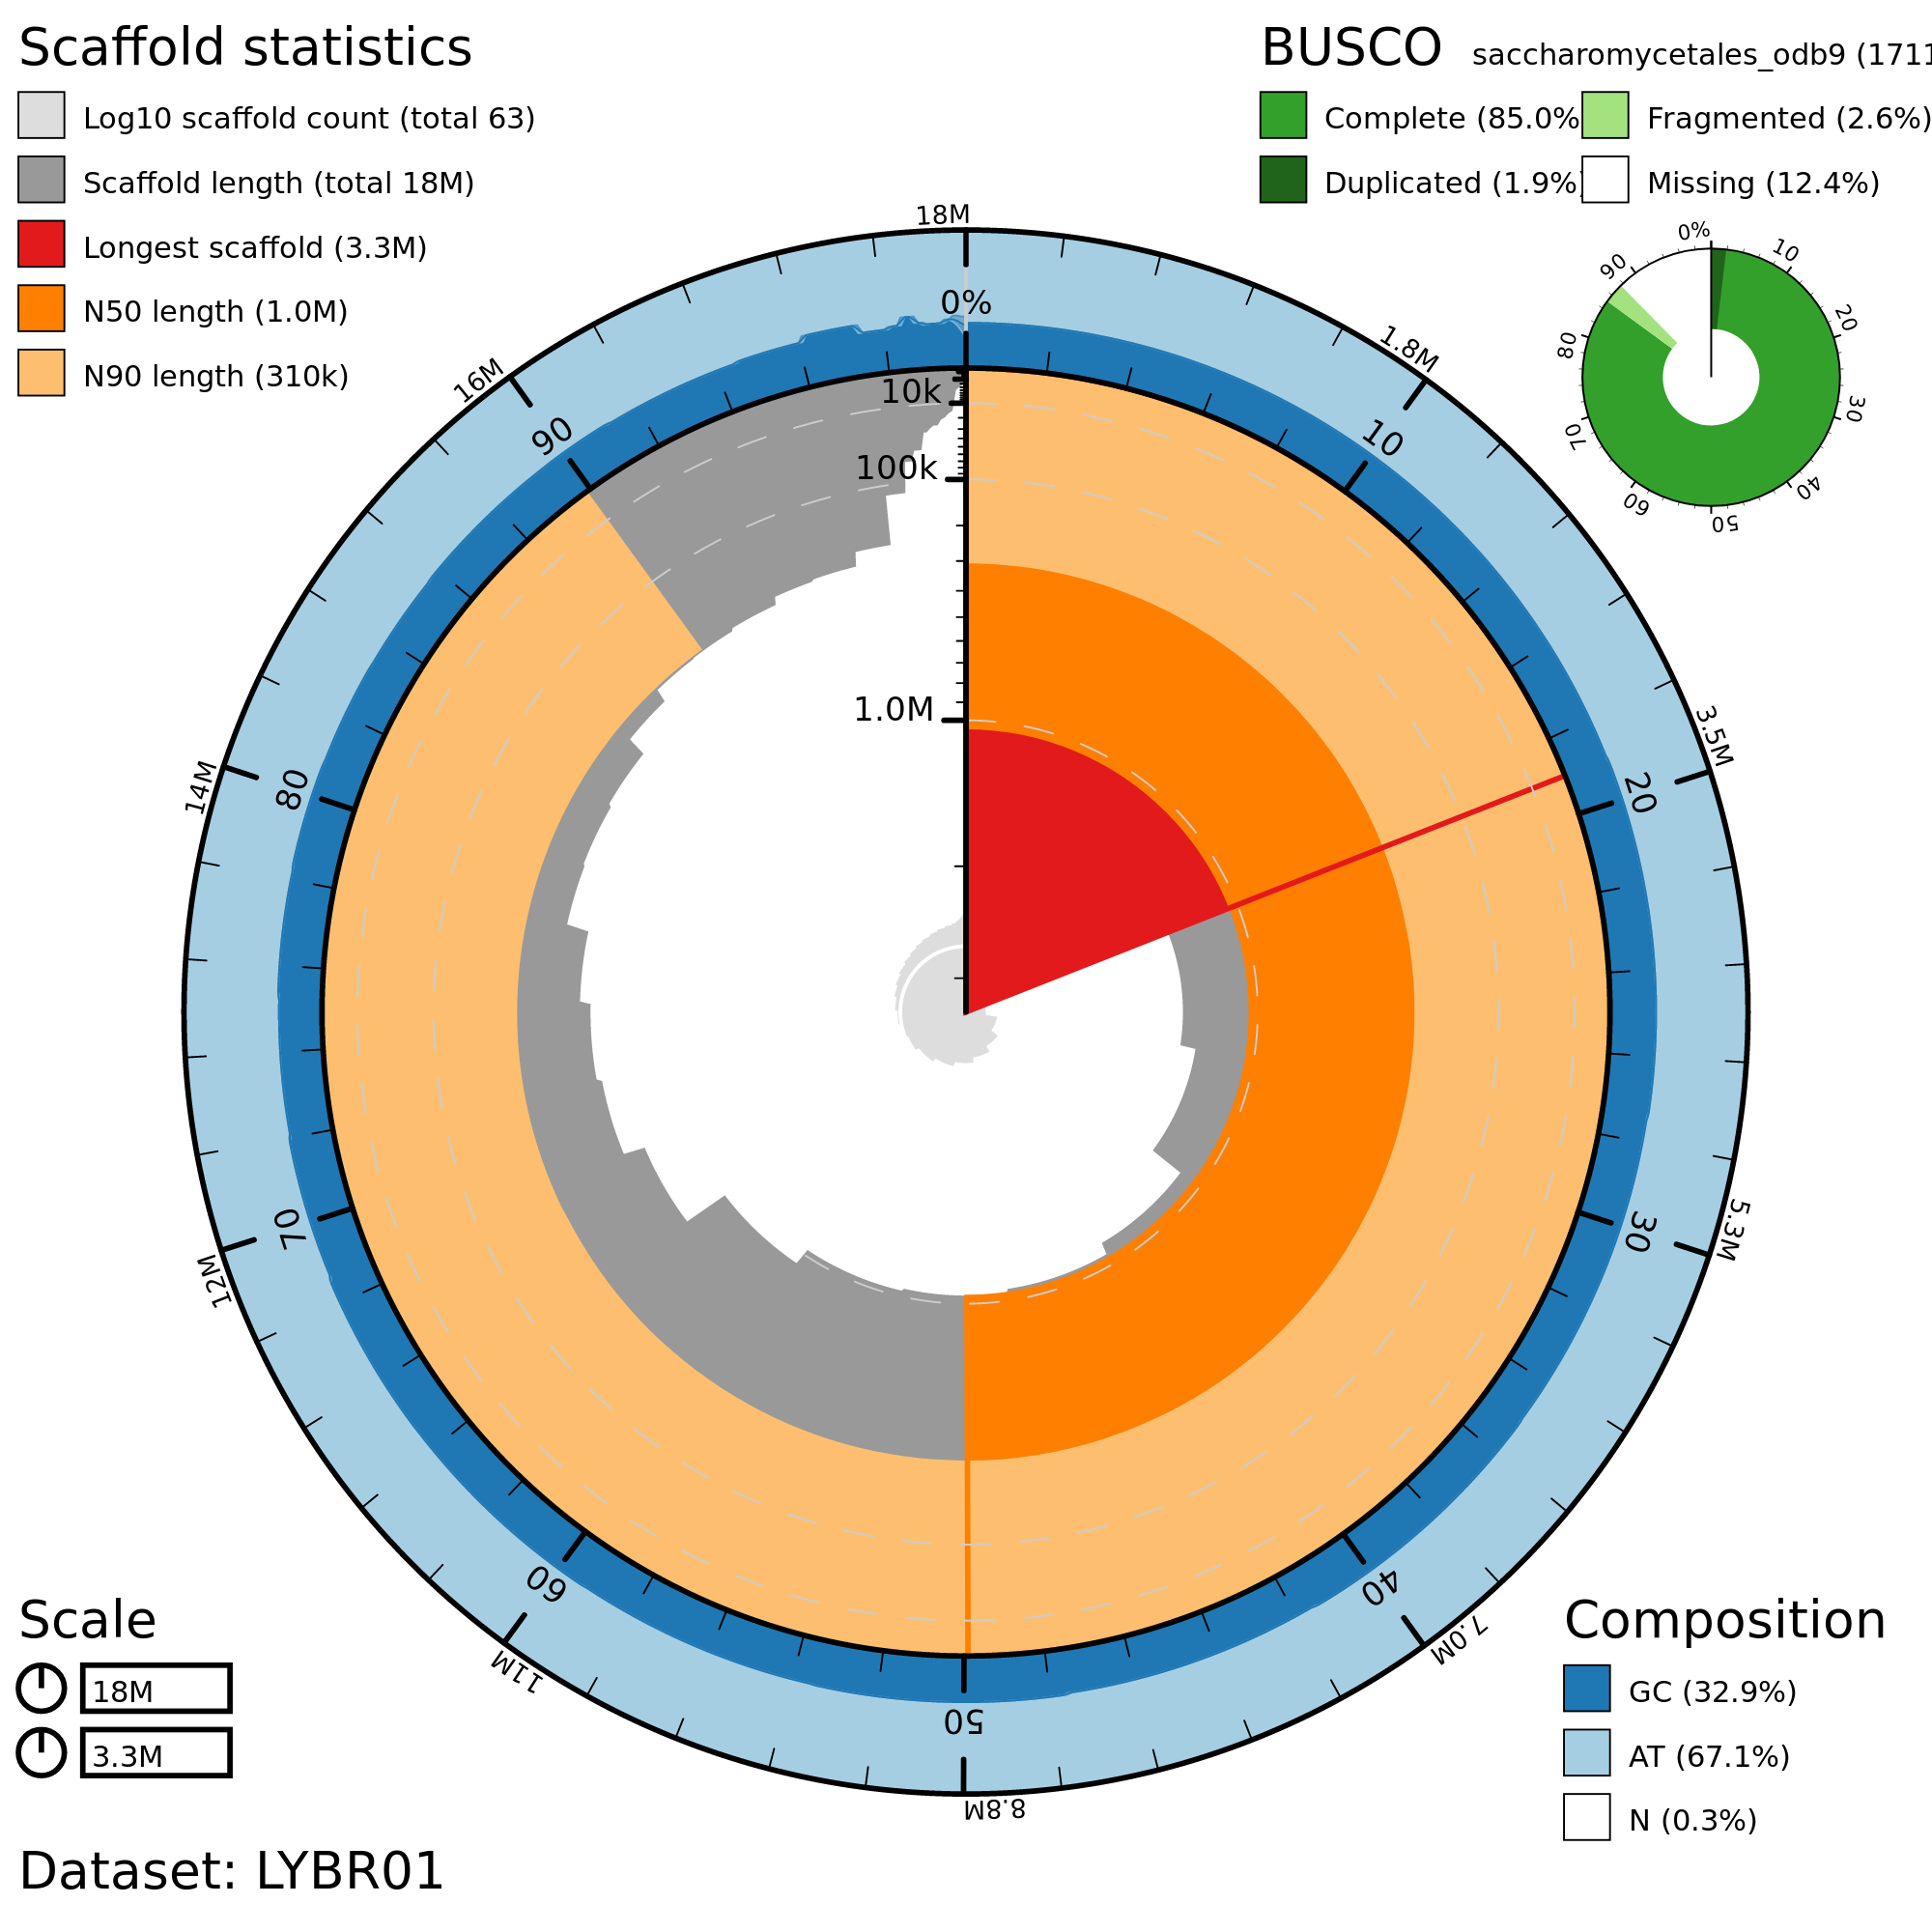 Scaffold statistics
Log10 scaffold count (total 63)
Scaffold length (total 18M)
Longest scaffold (3.3M)
N50 length (1.0M)
N90 length (310k)
BUSCO saccharomycetales_odb9 (1711
Complete (85.0%
Fragmented (2.6%)
Duplicated (1.9%
Missing (12.4%)
0%
10
20
30
40
50
60
70
80
90
18M
1.8M
3.5M
5.3M
7.0M
8.8M
11M
12M
14M
16M
0%
10
20
30
40
50
60
70
80
90
10k
100k
1.0M
Scale
18M
3.3M
Composition
GC (32.9%)
AT (67.1%)
N (0.3%)
Dataset: LYBR01